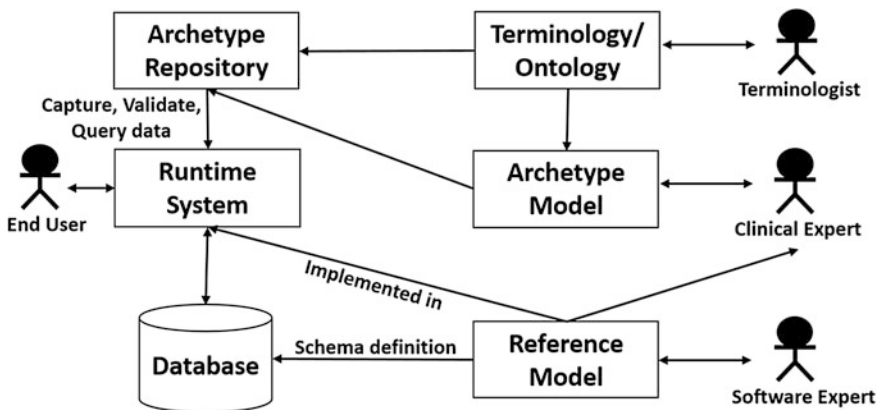 Archetype
Repository
Terminology/
Ontology
Terminologist
Capture, Validate,
Query data
Runtime
System
End User
Archetype
Model
Clinical Expert
Implemented in
Database
Schema definition
Reference
Model
Software Expert